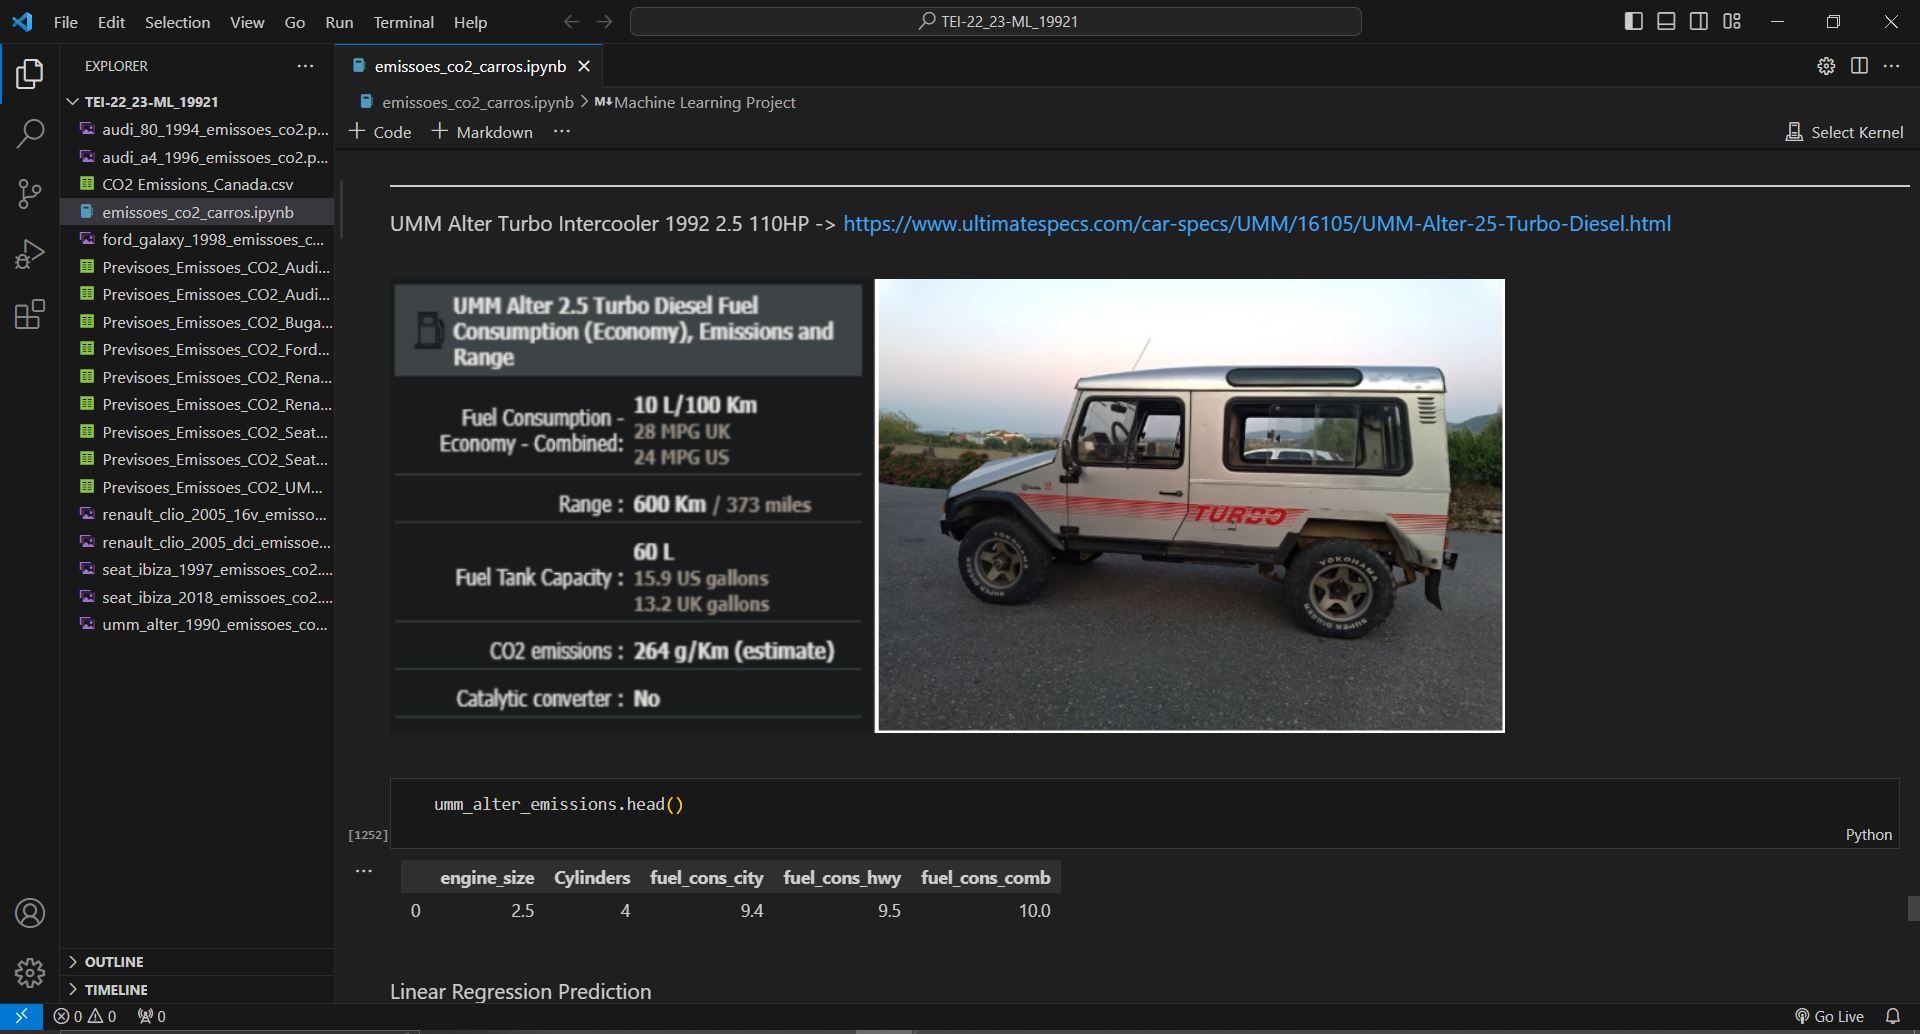 File Edit Selection View Go Run Terminal Help
TEI-22_23-ML_19921
EXPLORER
TEI-22_23-ML_19921
audi_80_1994_emissoes_co2.p...
audi_a4_1996_emissoes_co2.p...
CO2 Emissions_Canada.csv
emissoes_co2_carros.ipynb
ford_galaxy_1998_emissoes_c...
Previsoes_Emissoes_CO2_Audi...
Previsoes_Emissoes_CO2_Audi...
Previsoes_Emissoes_CO2_Buga...
Previsoes_Emissoes_CO2_Ford...
Previsoes_Emissoes_CO2_Rena...
Previsoes_Emissoes_CO2_Rena...
Previsoes_Emissoes_CO2_Seat...
Previsoes_Emissoes_CO2_Seat...
Previsoes_Emissoes_CO2_UM...
renault_clio_2005_16v_emisso...
renault_clio_2005_dci_emissoe...
seat_ibiza_1997_emissoes_co2....
seat_ibiza_2018_emissoes_co2....
umm_alter_1990_emissoes_co...
OUTLINE
TIMELINE
emissoes_co2_carros.ipynb
emissoes_co2_carros.ipynb > M↓ Machine Learning Project
+ Code + Markdown ...
Select Kernel
UMM Alter Turbo Intercooler 1992 2.5 110HP -> https://www.ultimatespecs.com/car-specs/UMM/16105/UMM-Alter-25-Turbo-Diesel.html
UMM Alter 2.5 Turbo Diesel Fuel
Consumption (Economy), Emissions and
Range
Fuel Consumption -
Economy - Combined:
10 L/100 Km
28 MPG UK
24 MPG US
Range : 600 Km / 373 miles
Fuel Tank Capacity :
60 L
15.9 US gallons
13.2 UK gallons
CO2 emissions : 264 g/Km (estimate)
Catalytic converter : No
TURBO
YOKOHAMA
SUPER DIGGER
YOKOHAMA
SUPER DIGGER
umm_alter_emissions.head()
[1252]
Python
...
engine_size Cylinders fuel_cons_city fuel_cons_hwy fuel_cons_comb
0 2.5 4 9.4 9.5 10.0
Linear Regression Prediction
0 0 0
Go Live